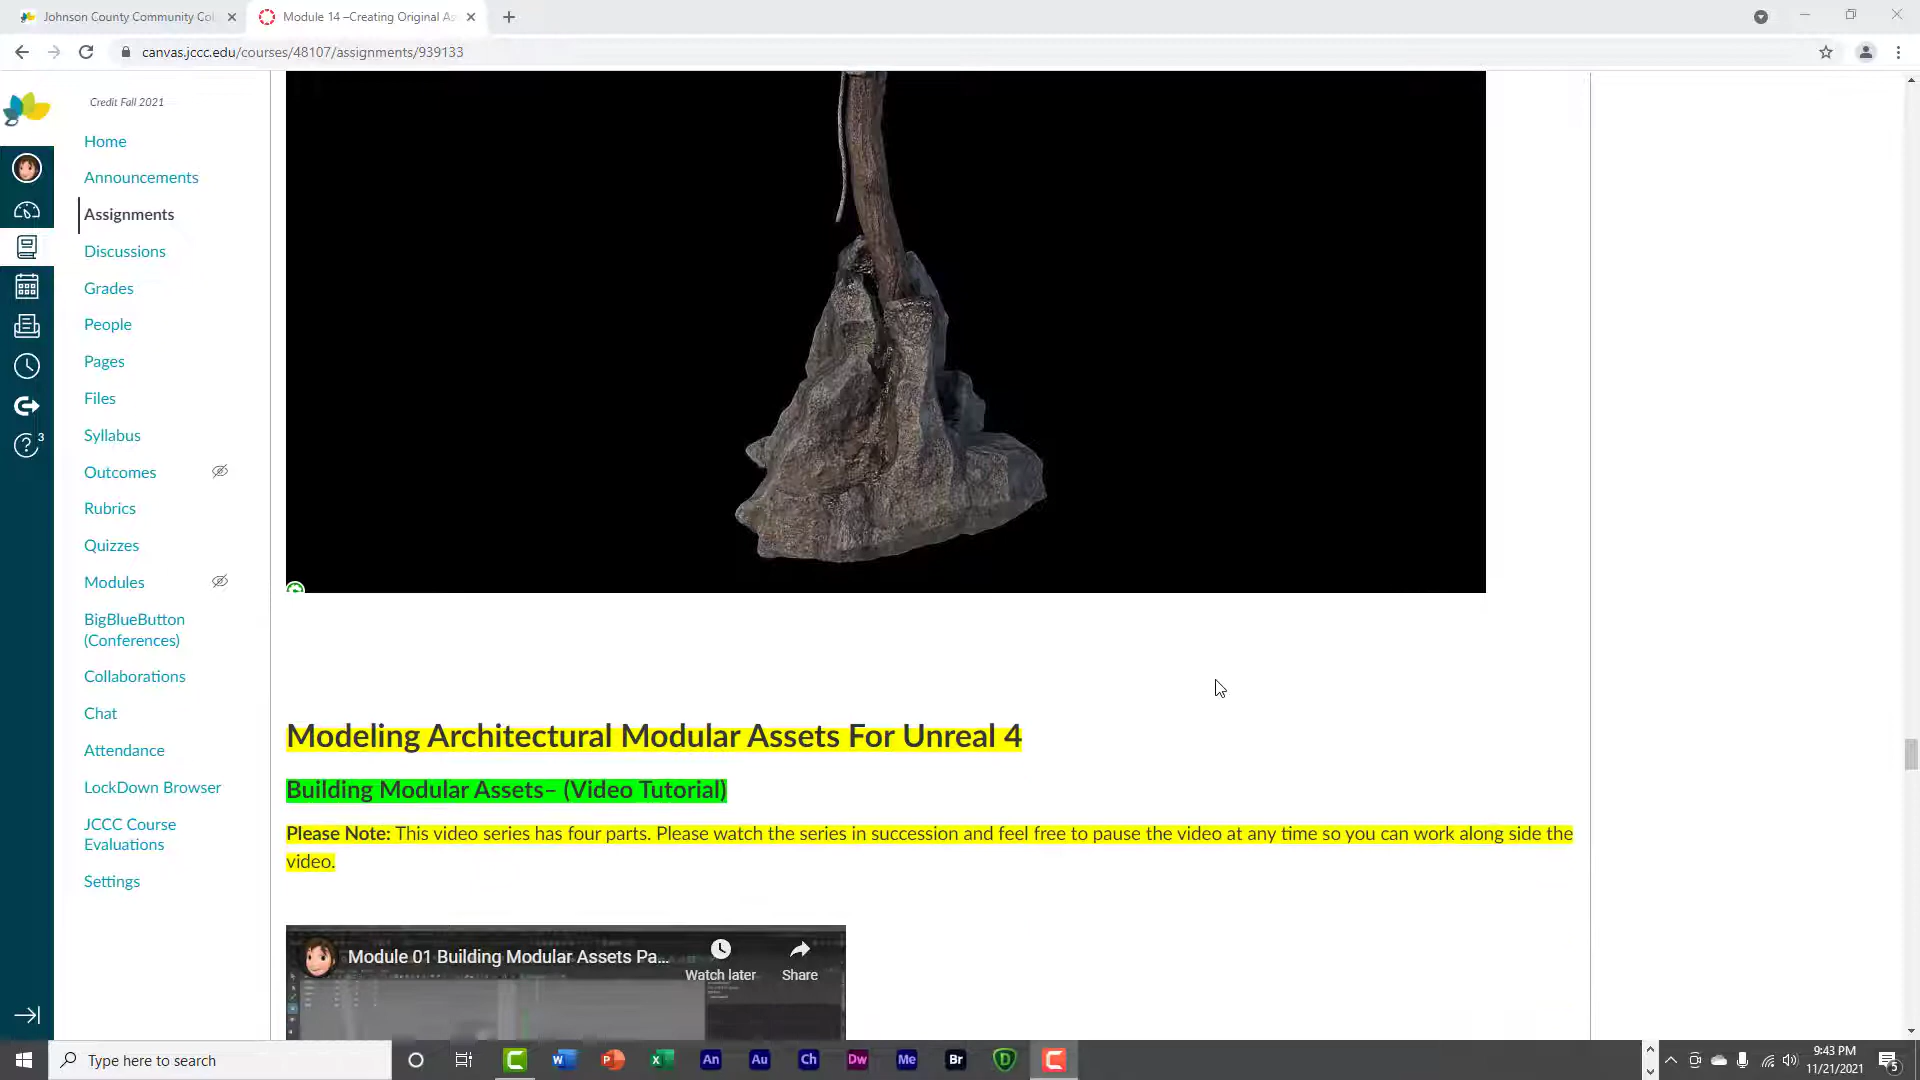 Johnson County Community Col
Module 14 –Creating Original As
canvas.jccc.edu/courses/48107/assignments/939133
Credit Fall 2021
Home
Announcements
Assignments
Discussions
Grades
People
Pages
Files
Syllabus
Outcomes
Rubrics
Quizzes
Modules
BigBlueButton
(Conferences)
Collaborations
Chat
Attendance
LockDown Browser
JCCC Course
Evaluations
Settings
3
Modeling Architectural Modular Assets For Unreal 4
Building Modular Assets– (Video Tutorial)
Please Note: This video series has four parts. Please watch the series in succession and feel free to pause the video at any time so you can work along side the
video.
Module 01 Building Modular Assets Pa...
Watch later
Share
Type here to search
An
Au
Ch
Dw
Me
Br
9:43 PM
11/21/2021
5